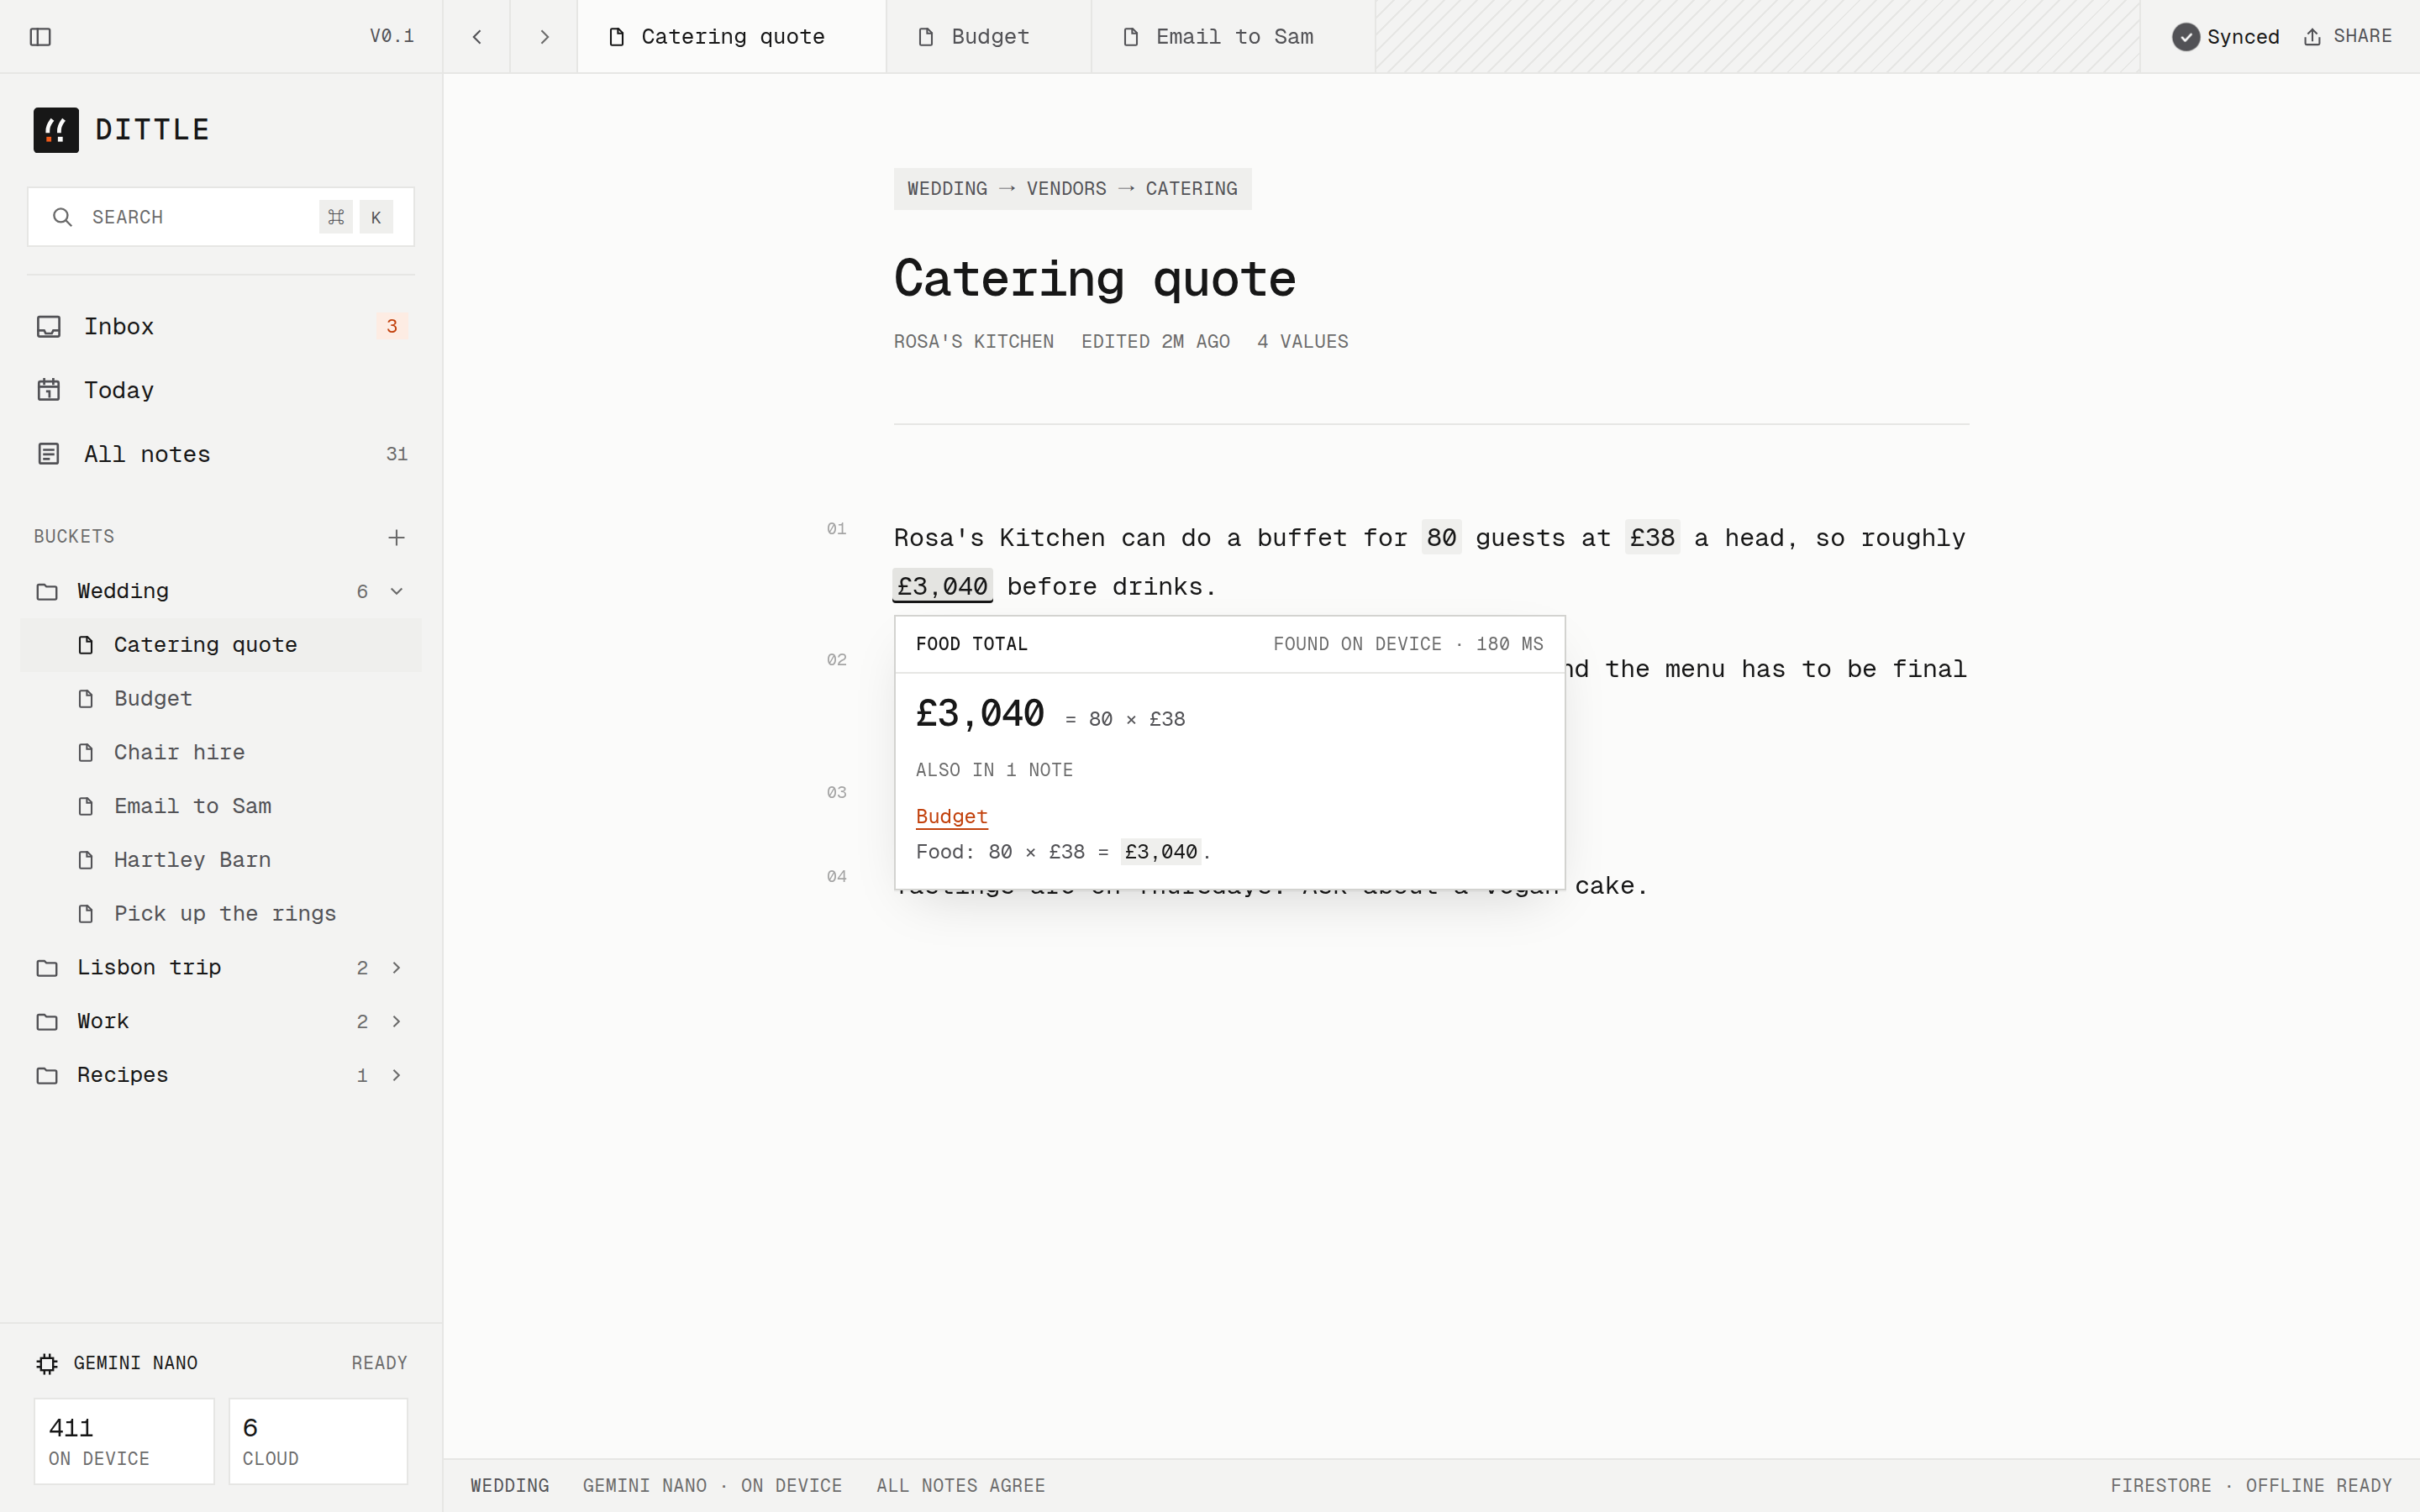 V0.1
Catering quote
Budget
Email to Sam
Synced
SHARE
DITTLE
SEARCH ⌘ K
Inbox 3
Today
All notes 31
BUCKETS
Wedding 6
Catering quote
Budget
Chair hire
Email to Sam
Hartley Barn
Pick up the rings
Lisbon trip 2
Work 2
Recipes 1
GEMINI NANO READY
411
ON DEVICE
6
CLOUD
WEDDING → VENDORS → CATERING
Catering quote
ROSA'S KITCHEN EDITED 2M AGO 4 VALUES
01 Rosa's Kitchen can do a buffet for 80 guests at £38 a head, so roughly
£3,040 before drinks.
FOOD TOTAL FOUND ON DEVICE · 180 MS
02 the menu has to be final
£3,040 = 80 × £38
ALSO IN 1 NOTE
03
Budget
Food: 80 × £38 = £3,040.
04 cake.
WEDDING GEMINI NANO · ON DEVICE ALL NOTES AGREE
FIRESTORE · OFFLINE READY